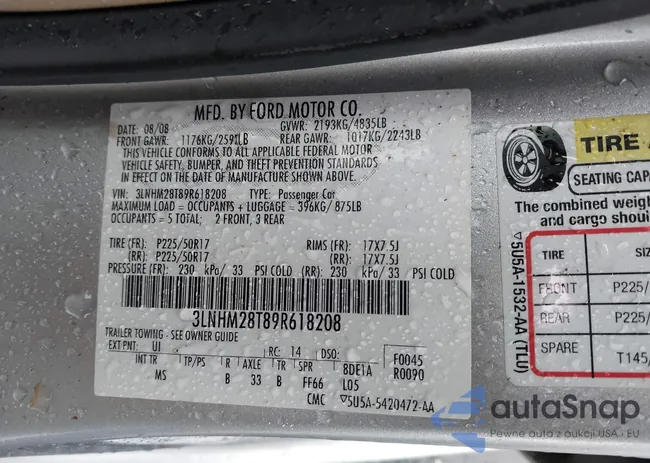 MFD. BY FORD MOTOR CO.
DATE: 08/08 GVWR: 2193KG/4835LB
FRONT GAWR: 1176KG/2591LB REAR GAWR: 1017KG/2243LB
THIS VEHICLE CONFORMS TO ALL APPLICABLE FEDERAL MOTOR
VEHICLE SAFETY, BUMPER, AND THEFT PREVENTION STANDARDS
IN EFFECT ON THE DATE OF MANUFACTURE SHOWN ABOVE.
VIN: 3LNHM28T89R618208 TYPE: Passenger Car
MAXIMUM LOAD = OCCUPANTS + LUGGAGE = 396KG/875LB
OCCUPANTS = 5 TOTAL; 2 FRONT, 3 REAR
TIRE (FR): P225/50R17 RIMS (FR): 17X7.5J
(RR): P225/50R17 (RR): 17X7.5J
PRESSURE (FR): 230 kPa/ 33 PSI COLD (RR): 230 kPa/ 33 PSI COLD
3LNHM28T89R618208
TRAILER TOWING - SEE OWNER GUIDE
EXT PNT: UI RC: 14 DSO: F0045
INT TR TP/PS R AXLE TR SPR BDE1A R0090
MS B 33 B FF66 L05
CMC ▽5U5A-5420472-AA
TIRE
SEATING
The combined
and cargo
▽5U5A-1532-AA (TLU)
TIRE
FRONT P225/
REAR P225/
SPARE T145/
autoSnap
Pewne auta z aukcji USA i EU